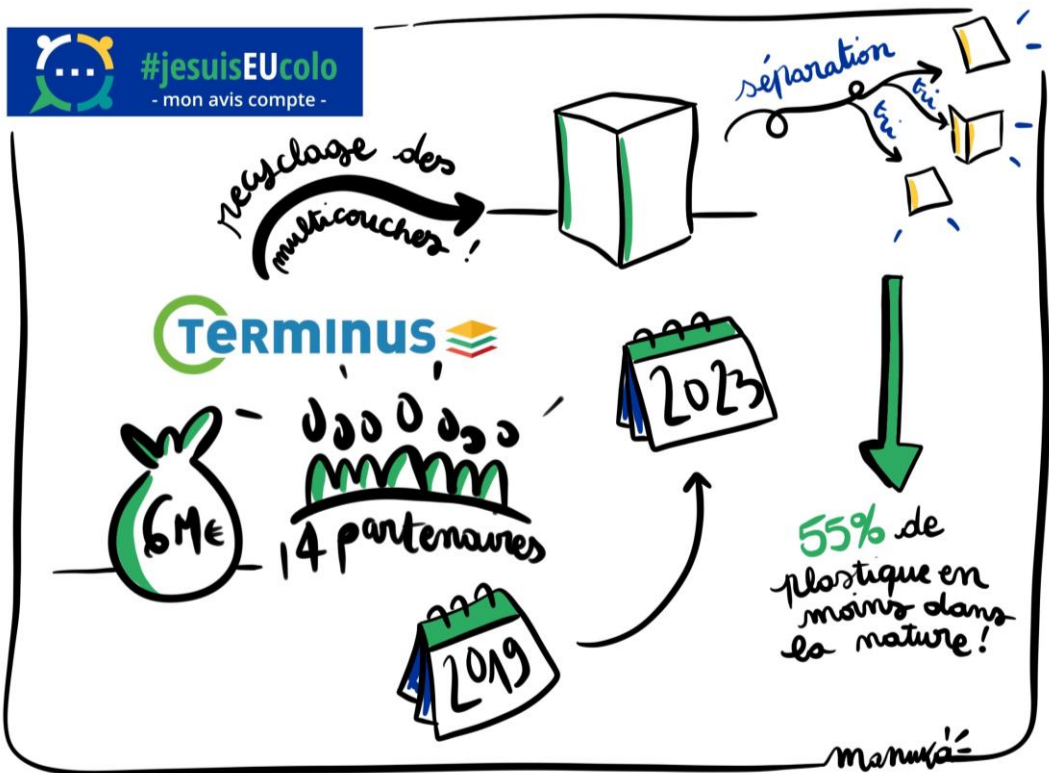 #jesuisEUcolo
- mon avis compte -
recyclage des
multicouches !
séparation
tri
tri
TERMINUS
6M€
14 partenaires
2019
2023
55% de
plastique en
moins dans
la nature !
manuka